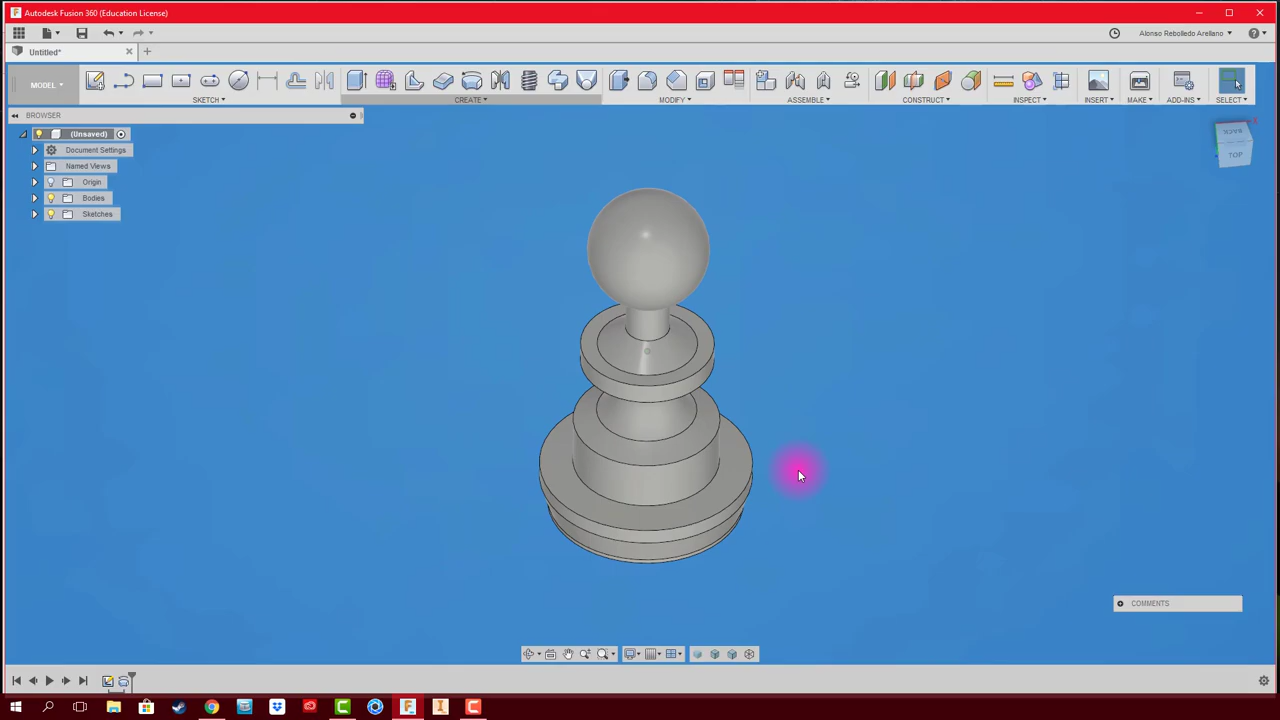 Autodesk Fusion 360 (Education License)
Alonso Rebolledo Arellano
Untitled*
MODEL
SKETCH
CREATE
MODIFY
ASSEMBLE
CONSTRUCT
INSPECT
INSERT
MAKE
ADD-INS
SELECT
BROWSER
(Unsaved)
Document Settings
Named Views
Origin
Bodies
Sketches
X
BACK
TOP
COMMENTS